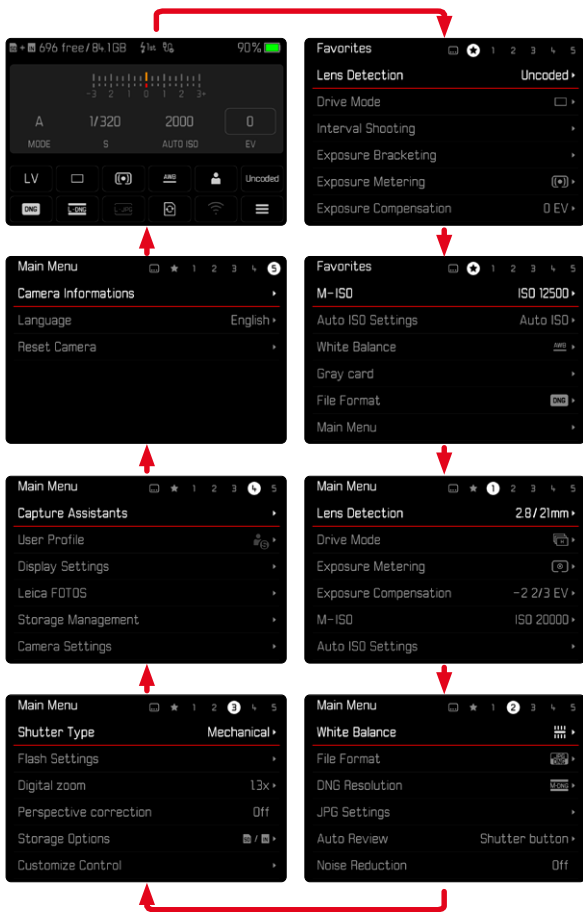 696 free/84.1GB 1st 90%
-3 2 1 0 1 2 3+
A 1/320 2000 0
MODE S AUTO ISO EV
LV AWB Uncoded
DNG L-DNG L-JPG
Favorites 1 2 3 4 5
Lens Detection Uncoded
Drive Mode
Interval Shooting
Exposure Bracketing
Exposure Metering
Exposure Compensation 0 EV
Favorites 1 2 3 4 5
M-ISO ISO 12500
Auto ISO Settings Auto ISO
White Balance AWB
Gray card
File Format DNG
Main Menu
Main Menu 1 2 3 4 5
Lens Detection 2.8/21mm
Drive Mode H
Exposure Metering
Exposure Compensation -2 2/3 EV
M-ISO ISO 20000
Auto ISO Settings
Main Menu 1 2 3 4 5
White Balance
File Format JPG DNG
DNG Resolution M-DNG
JPG Settings
Auto Review Shutter button
Noise Reduction Off
Main Menu 1 2 3 4 5
Shutter Type Mechanical
Flash Settings
Digital zoom 1.3x
Perspective correction Off
Storage Options /
Customize Control
Main Menu 1 2 3 4 5
Capture Assistants
User Profile
Display Settings
Leica FOTOS
Storage Management
Camera Settings
Main Menu 1 2 3 4 5
Camera Informations
Language English
Reset Camera